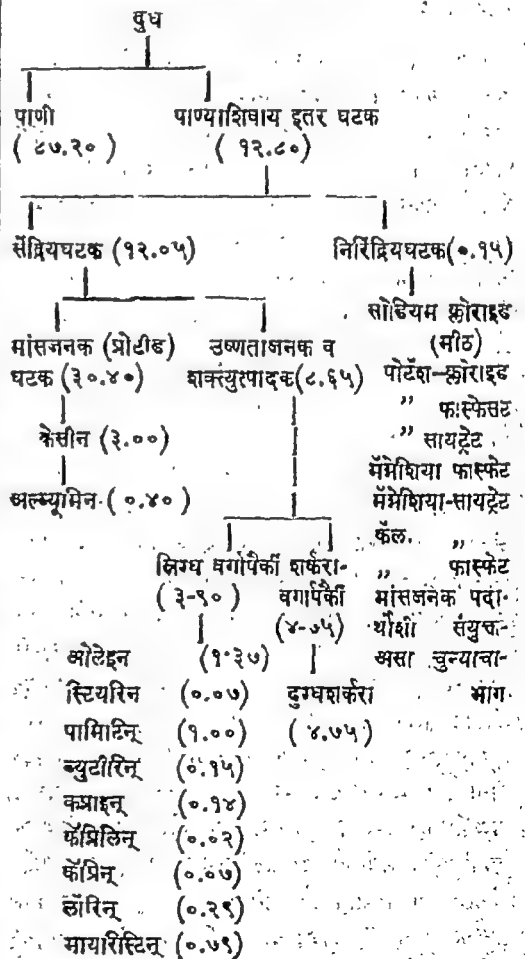 दुध
पाणी पाण्याशिवाय इतर घटक
( ८७.२० ) ( १२.८० )
सेंद्रियघटक (१२.०५) निरिंद्रियघटक(०.१५)
सोडियम क्लोराइड
(मीठ)
मांसजनक (प्रोटीड) उष्णताजनक व
घटक (३०.४०) शक्त्युत्पादक(८.६५)
पोटॅश-क्लोराइड
„ फास्फेसट
„ सायट्रेट
केसीन (३.००)
मॅमेशिया फास्फेट
अल्ब्यूमिन ( ०.४० )
मॅमेशिया-सायट्रेट
कॅल. „
स्निग्ध वर्गापैकीं शर्करा-
„ फास्फेट
( ३-९० ) वर्गापैकीं
मांसजनक पदा-
(४-७५)
र्थांशी संयुक्त-
ओलेइन (१·३७)
असा चुन्याचा-
स्टियरिन (०.०७) दुग्धशर्करा
भाग
पामिटिन् (१.००) ( ४.७५ )
ब्युटीरिन् (०.१५)
कप्राइन् (०.१४)
कॅप्रिलिन् (०.०२)
कॅप्रिन् (०.०७)
लॉरिन् (०.२९)
मायारिस्टिन् (०.७९)